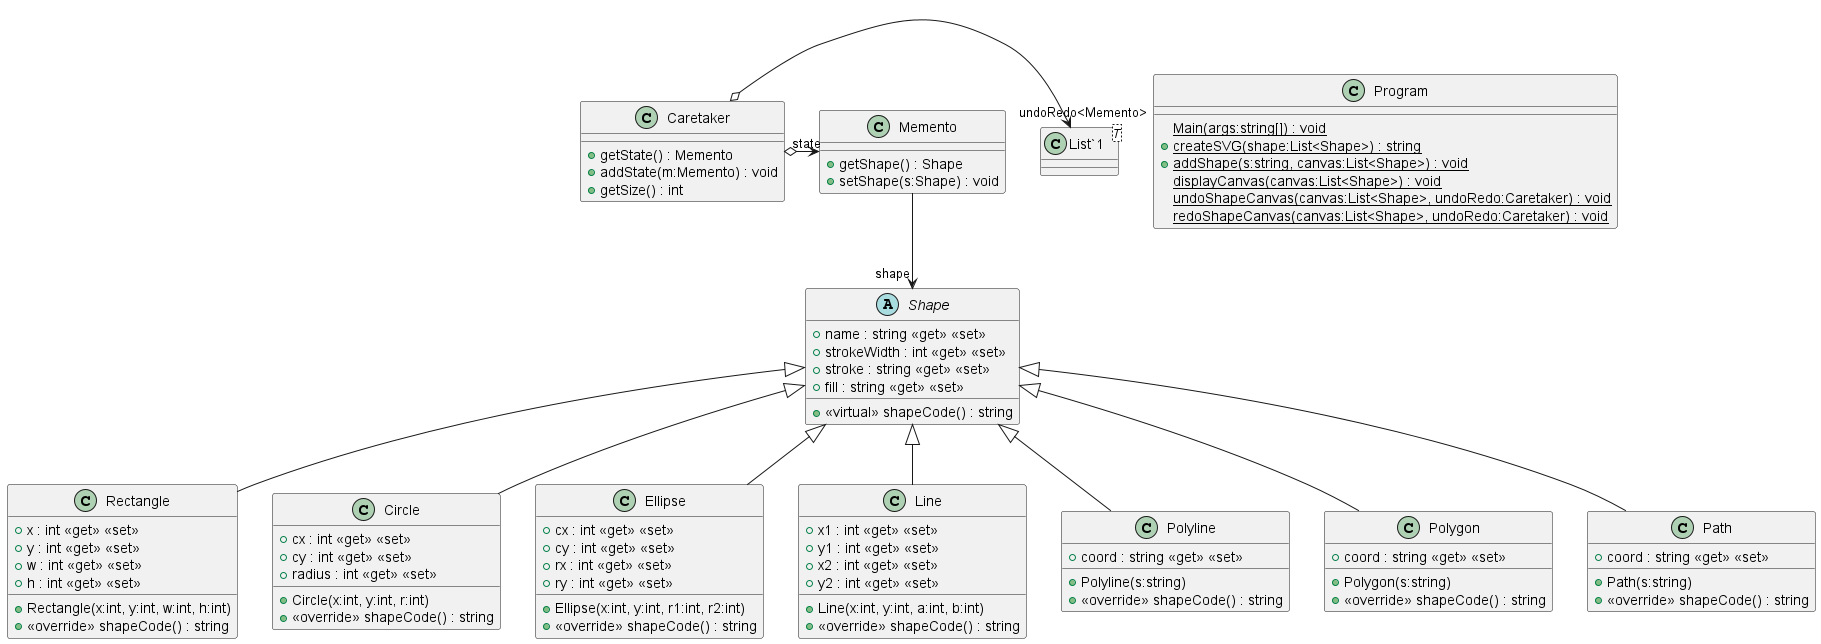 Caretaker
getState() : Memento
addState(m:Memento) : void
getSize() : int
state
Memento
getShape() : Shape
setShape(s:Shape) : void
undoRedo<Memento>
List`1
T
Program
Main(args:string[]) : void
createSVG(shape:List<Shape>) : string
addShape(s:string, canvas:List<Shape>) : void
displayCanvas(canvas:List<Shape>) : void
undoShapeCanvas(canvas:List<Shape>, undoRedo:Caretaker) : void
redoShapeCanvas(canvas:List<Shape>, undoRedo:Caretaker) : void
shape
Shape
name : string «get» «set»
strokeWidth : int «get» «set»
stroke : string «get» «set»
fill : string «get» «set»
«virtual» shapeCode() : string
Rectangle
x : int «get» «set»
y : int «get» «set»
w : int «get» «set»
h : int «get» «set»
Rectangle(x:int, y:int, w:int, h:int)
«override» shapeCode() : string
Circle
cx : int «get» «set»
cy : int «get» «set»
radius : int «get» «set»
Circle(x:int, y:int, r:int)
«override» shapeCode() : string
Ellipse
cx : int «get» «set»
cy : int «get» «set»
rx : int «get» «set»
ry : int «get» «set»
Ellipse(x:int, y:int, r1:int, r2:int)
«override» shapeCode() : string
Line
x1 : int «get» «set»
y1 : int «get» «set»
x2 : int «get» «set»
y2 : int «get» «set»
Line(x:int, y:int, a:int, b:int)
«override» shapeCode() : string
Polyline
coord : string «get» «set»
Polyline(s:string)
«override» shapeCode() : string
Polygon
coord : string «get» «set»
Polygon(s:string)
«override» shapeCode() : string
Path
coord : string «get» «set»
Path(s:string)
«override» shapeCode() : string